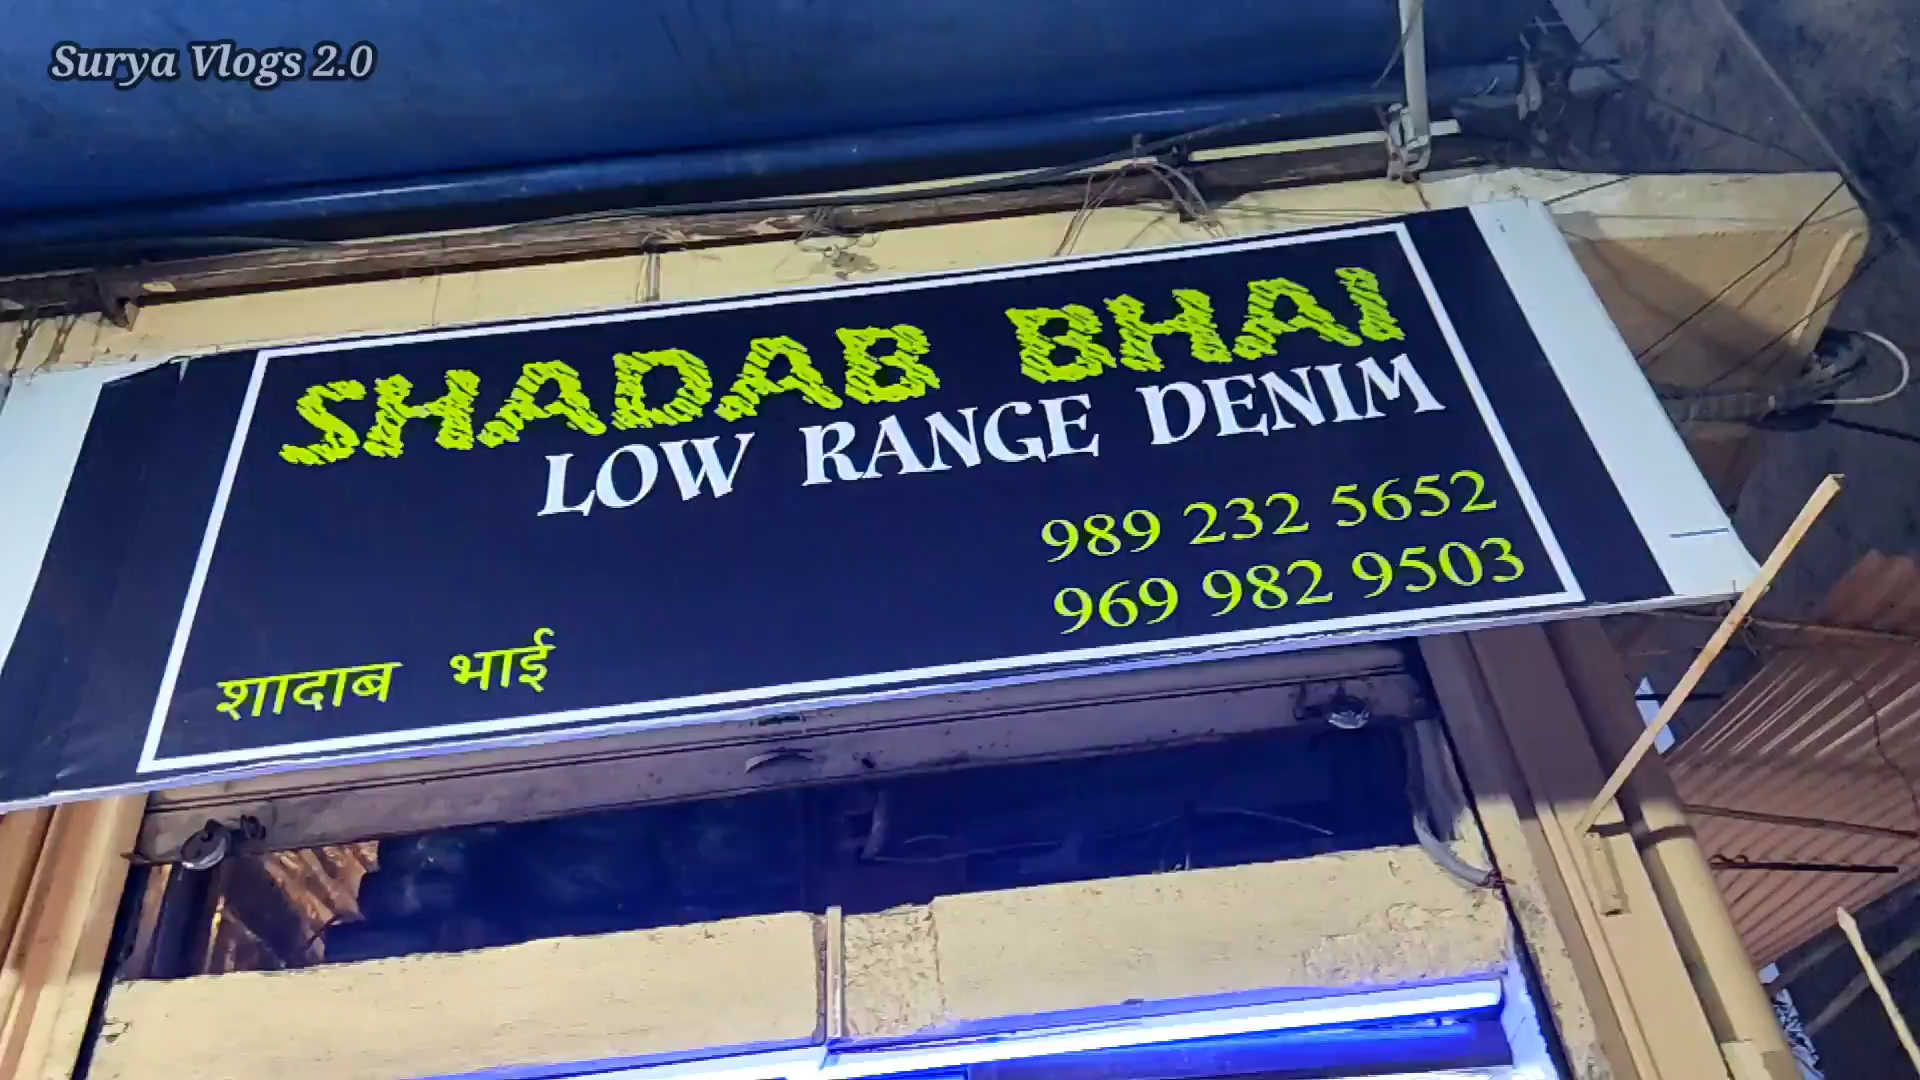 Surya Vlogs 2.0
SHADAB BHAI
LOW RANGE DENIM
989 232 5652
969 982 9503
शादाब भाई